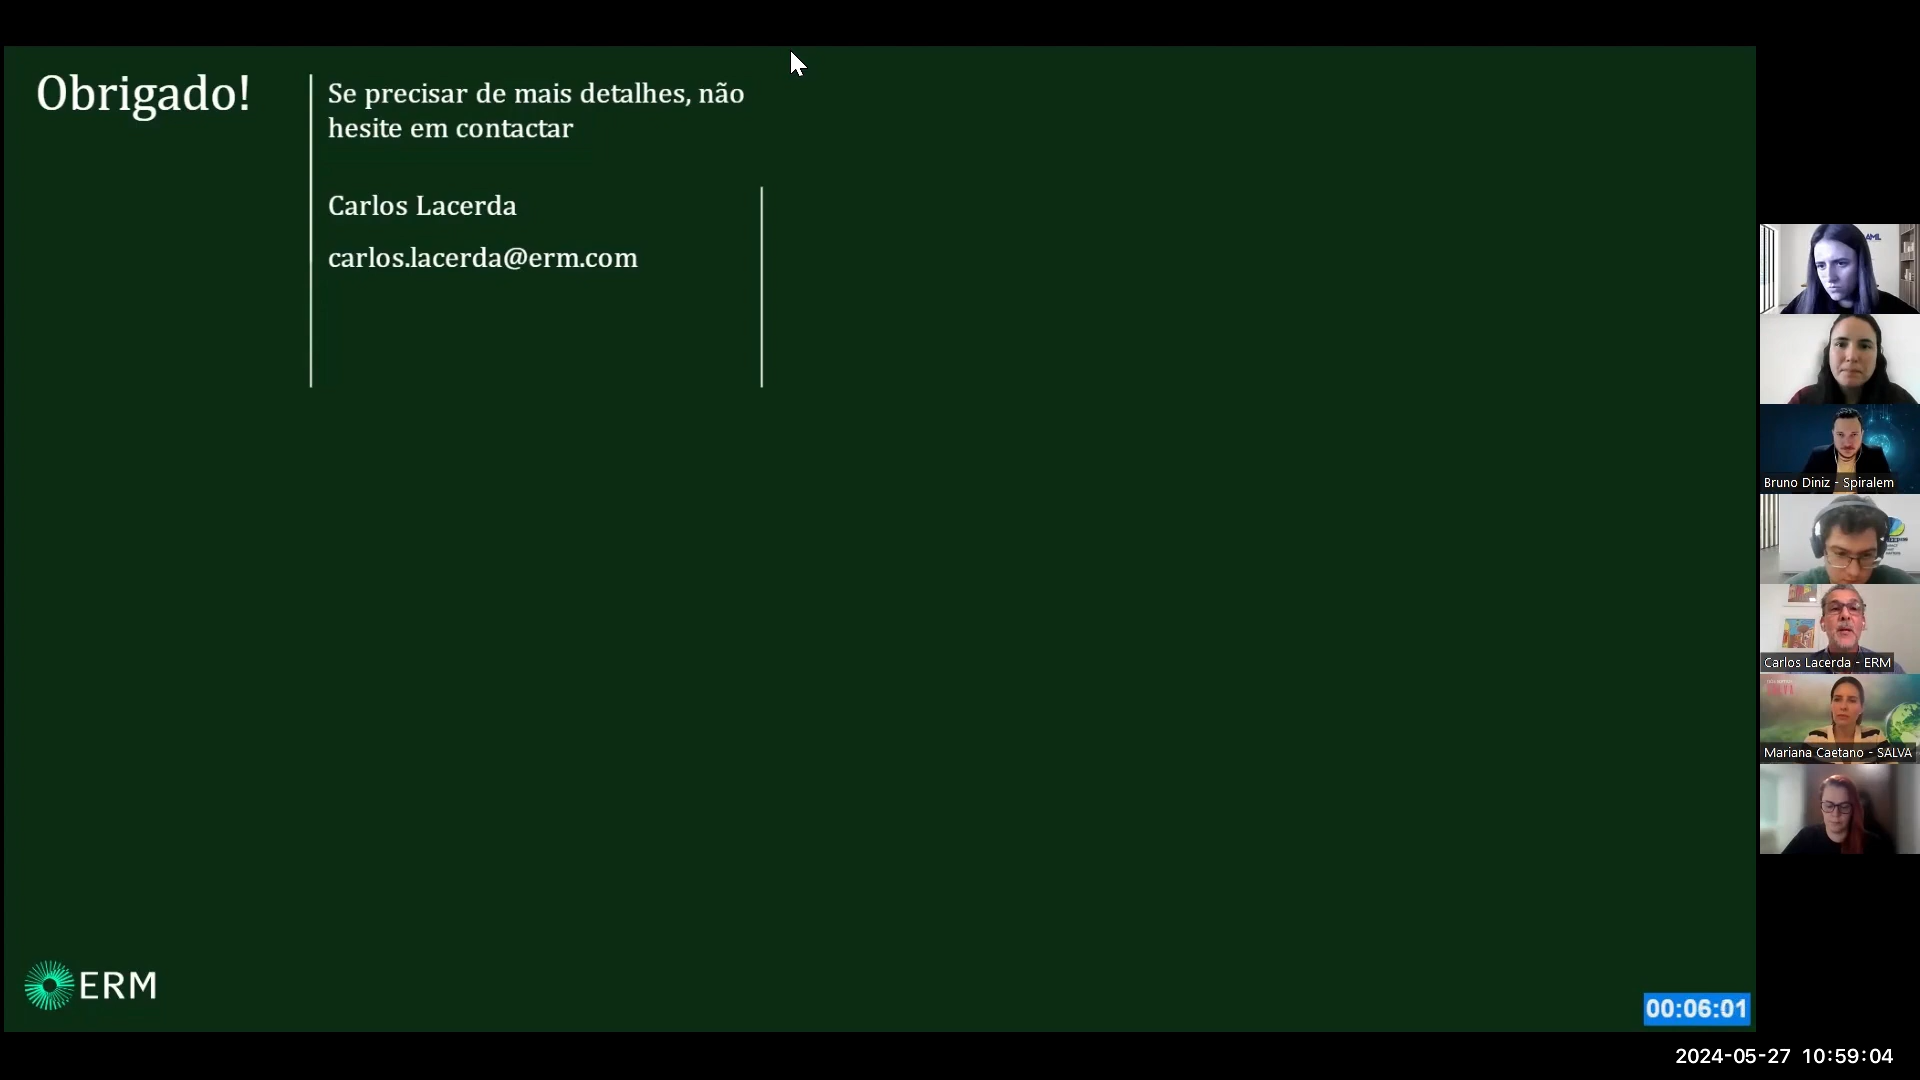 Obrigado!
Se precisar de mais detalhes, não
hesite em contactar
Carlos Lacerda
carlos.lacerda@erm.com
AML
Bruno Diniz - Spiralem
Carlos Lacerda - ERM
Mariana Caetano - SALVA
ERM
00:06:01
2024-05-27 10:59:04